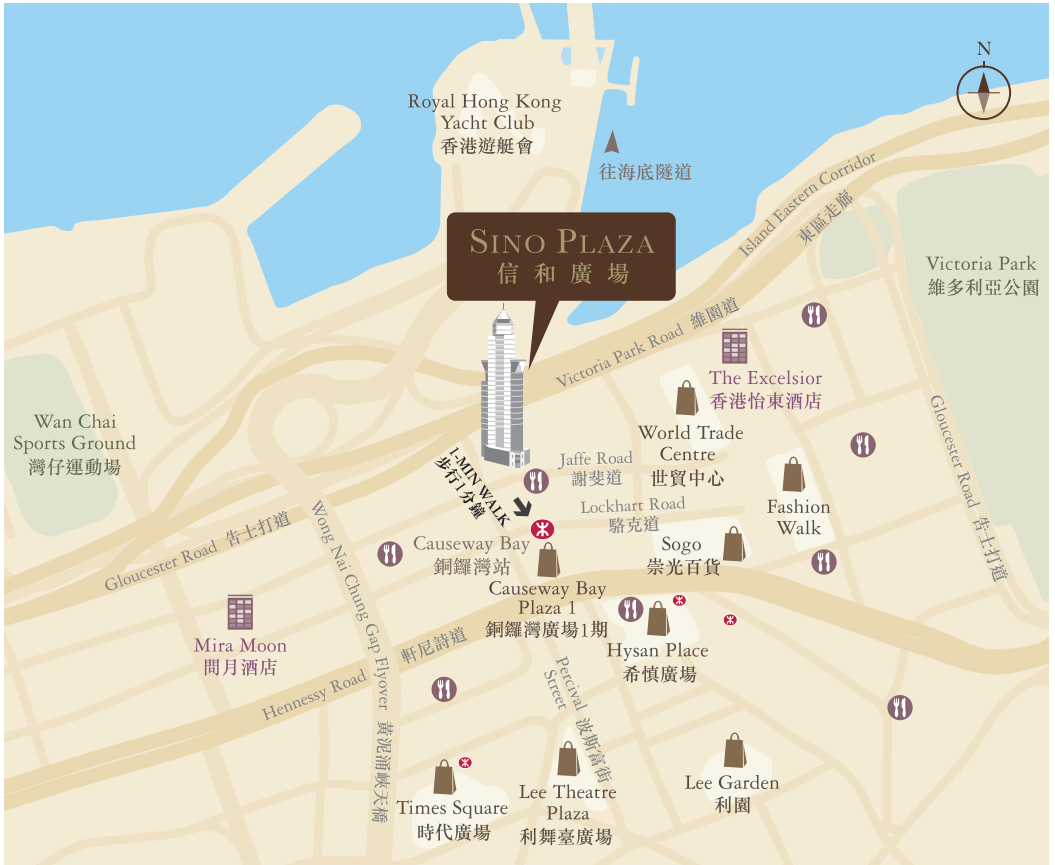 N
Royal Hong Kong
Yacht Club
香港遊艇會
往海底隧道
Island Eastern Corridor
東區走廊
SINO PLAZA
信和廣場
Victoria Park
維多利亞公園
Victoria Park Road 維園道
The Excelsior
香港怡東酒店
Wan Chai
Sports Ground
灣仔運動場
World Trade
Centre
世貿中心
Jaffe Road
謝斐道
1-MIN WALK
步行1分鐘
Gloucester Road 告士打道
Lockhart Road
駱克道
Fashion
Walk
Gloucester Road 告士打道
Wong Nai Chung Gap Flyover 黃泥涌峽天橋
Causeway Bay
銅鑼灣站
Sogo
崇光百貨
Causeway Bay
Plaza 1
銅鑼灣廣場1期
Mira Moon
問月酒店
Hennessy Road 軒尼詩道
Hysan Place
希慎廣場
Percival
Street
波斯富街
Times Square
時代廣場
Lee Theatre
Plaza
利舞臺廣場
Lee Garden
利園